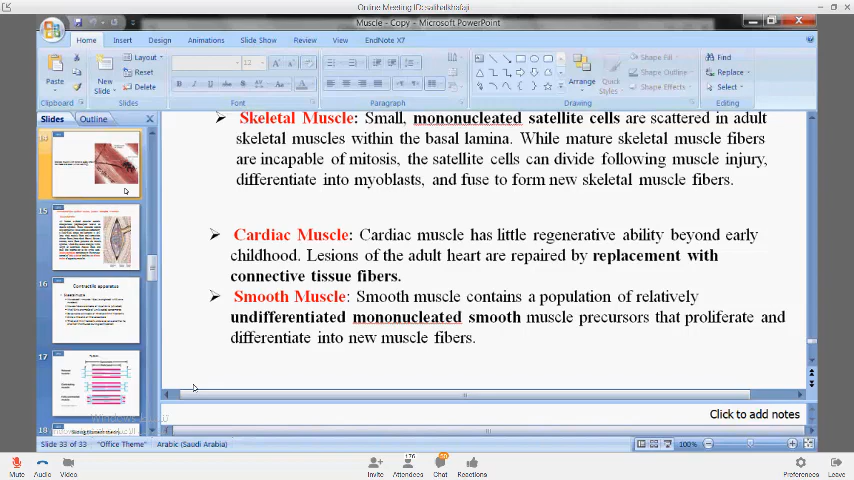 Online Meeting ID: saithalkhafaji
Muscle - Copy - Microsoft PowerPoint
Home Insert Design Animations Slide Show Review View EndNote X7
Paste
New Slide
Layout
Reset
Delete
12
Arrange
Quick Styles
Shape Fill
Shape Outline
Shape Effects
Find
Replace
Select
Clipboard Slides Font Paragraph Drawing Editing
Slides Outline
➢ Skeletal Muscle: Small, mononucleated satellite cells are scattered in adult
skeletal muscles within the basal lamina. While mature skeletal muscle fibers
are incapable of mitosis, the satellite cells can divide following muscle injury,
differentiate into myoblasts, and fuse to form new skeletal muscle fibers.
➢ Cardiac Muscle: Cardiac muscle has little regenerative ability beyond early
childhood. Lesions of the adult heart are repaired by replacement with
connective tissue fibers.
➢ Smooth Muscle: Smooth muscle contains a population of relatively
undifferentiated mononucleated smooth muscle precursors that proliferate and
differentiate into new muscle fibers.
15
16
Contractile apparatus
17
18
Sliding filament theory
Click to add notes
Slide 33 of 33 "Office Theme" Arabic (Saudi Arabia) 100%
Mute Audio Video Invite 176 Attendees Chat Reactions Preferences Leave